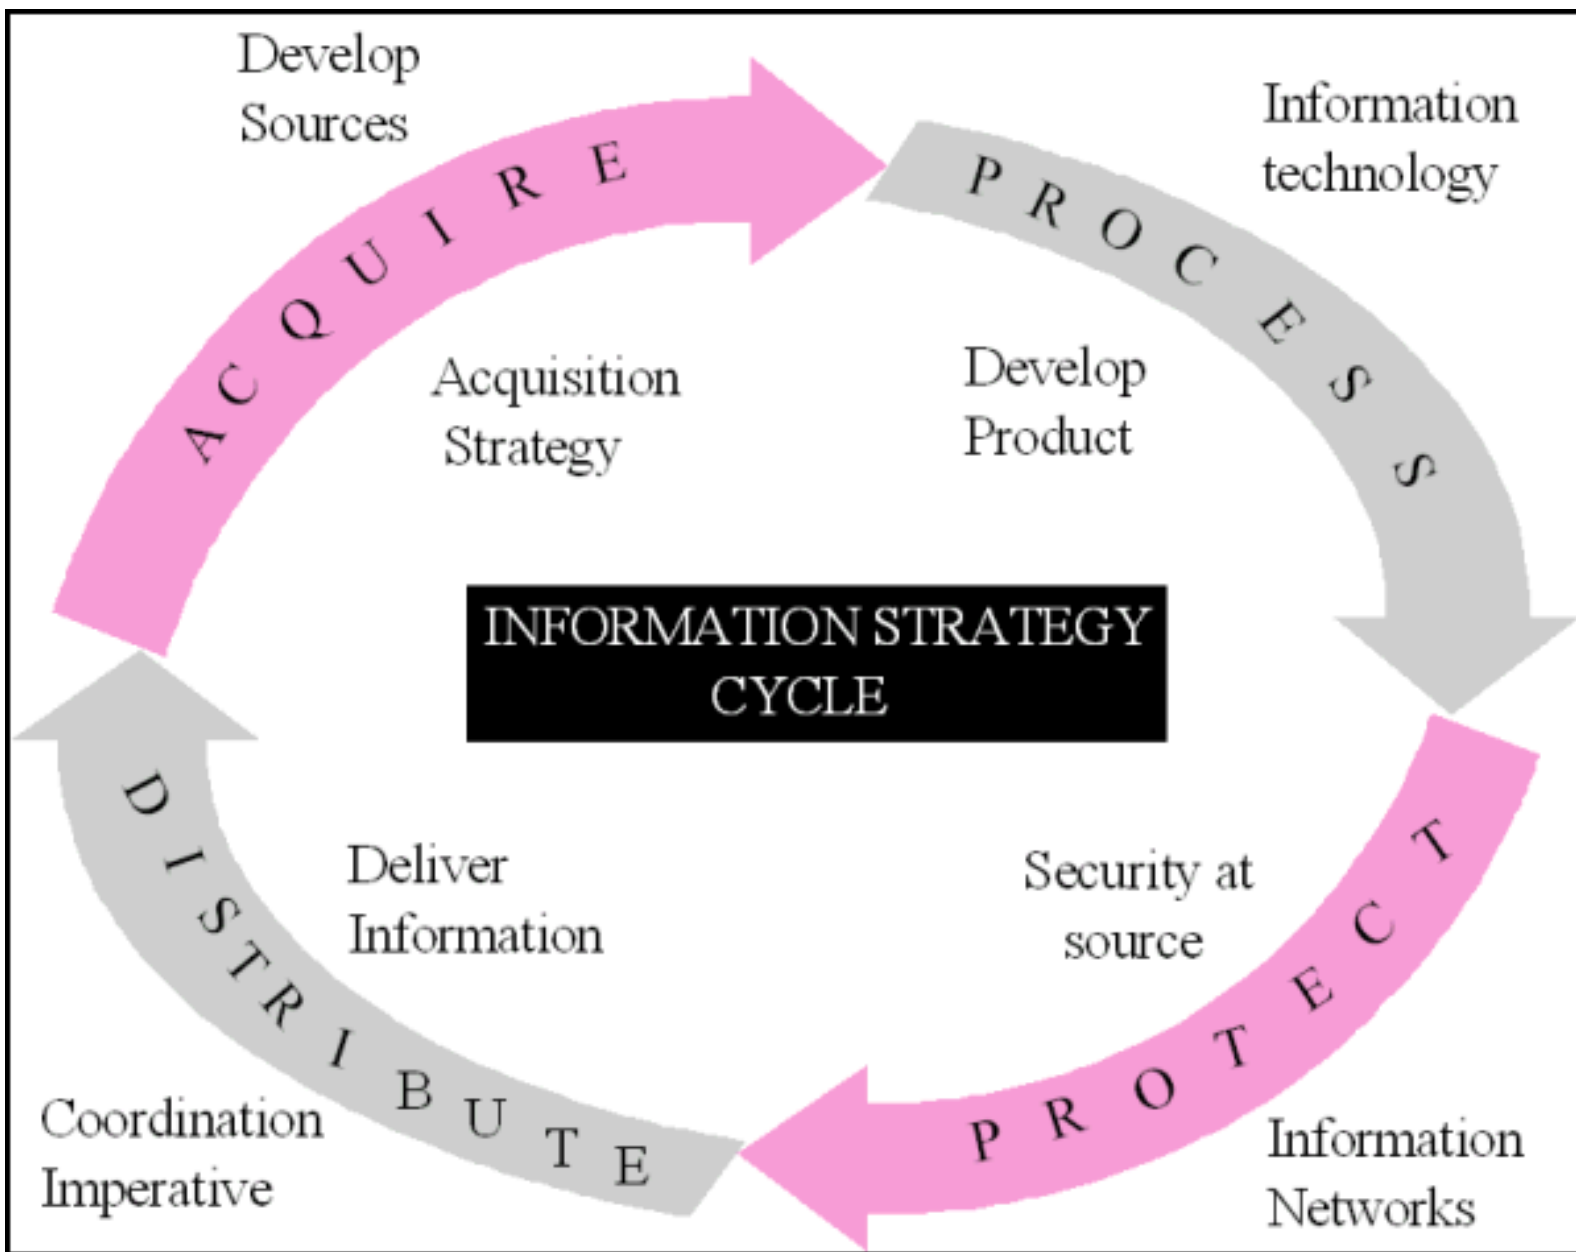 Develop
Sources
ACQUIRE
Acquisition
Strategy
PROCESS
Information
technology
Develop
Product
INFORMATION STRATEGY
CYCLE
Security at
source
PROTECT
Information
Networks
Deliver
Information
DISTRIBUTE
Coordination
Imperative